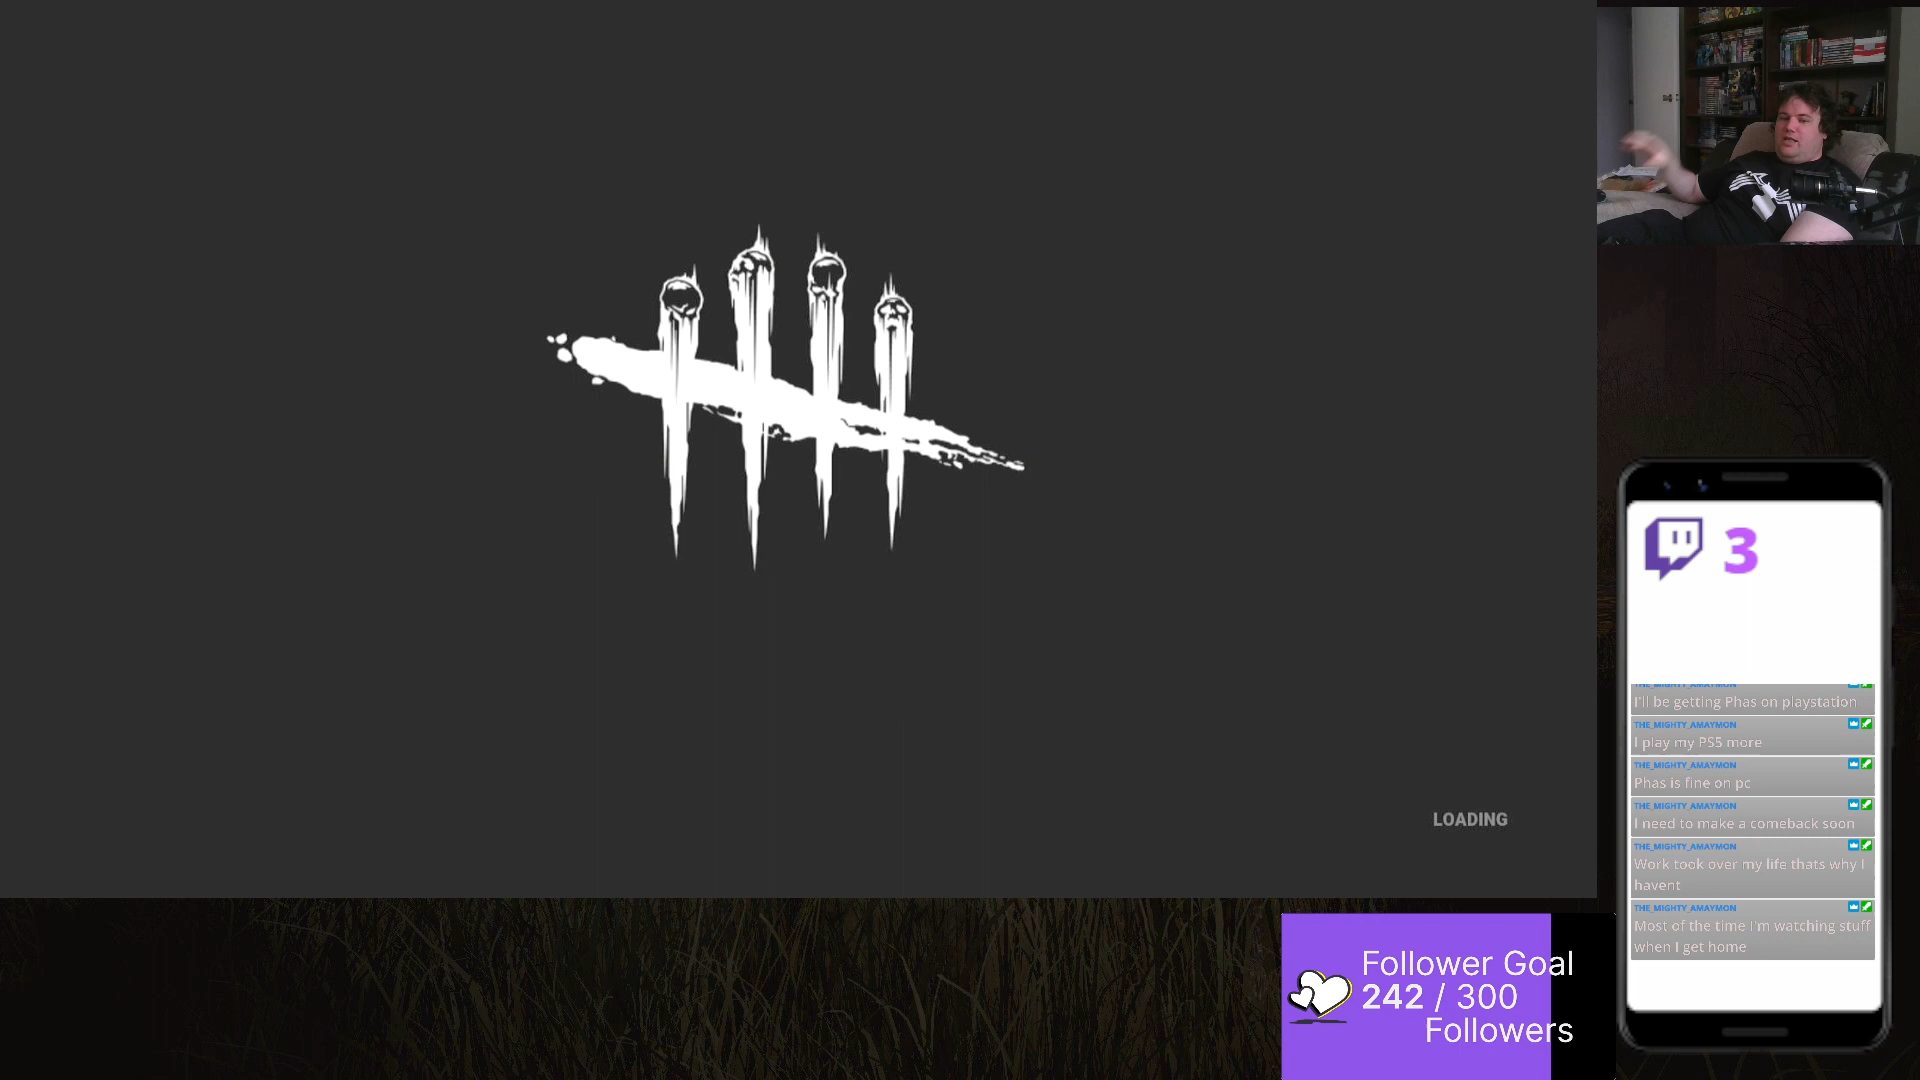 LOADING
3
THE_MIGHTY_AMAYMON
I'll be getting Phas on playstation
THE_MIGHTY_AMAYMON
I play my PS5 more
THE_MIGHTY_AMAYMON
Phas is fine on pc
THE_MIGHTY_AMAYMON
I need to make a comeback soon
THE_MIGHTY_AMAYMON
Work took over my life thats why I
havent
THE_MIGHTY_AMAYMON
Most of the time I'm watching stuff
when I get home
Follower Goal
242 / 300
Followers